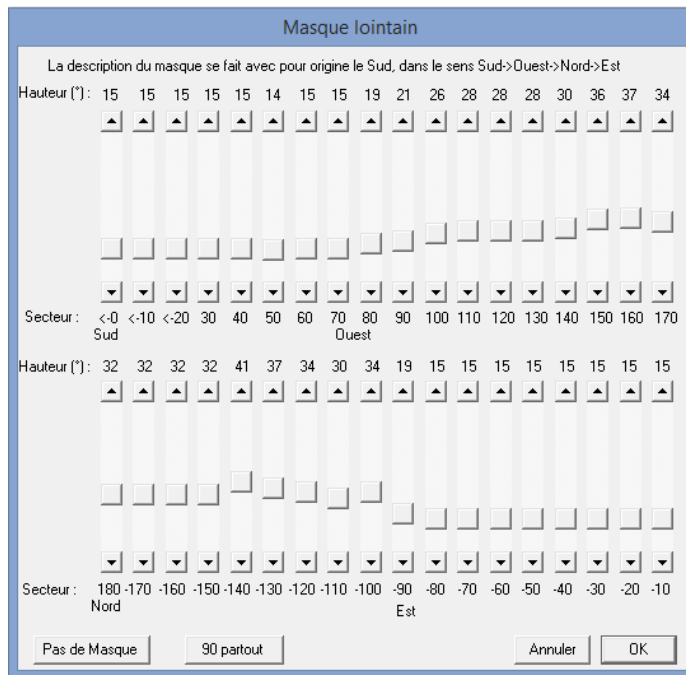 Masque lointain
La description du masque se fait avec pour origine le Sud, dans le sens Sud->Ouest->Nord->Est
Hauteur (°) : 15 15 15 15 15 14 15 15 19 21 26 28 28 28 30 36 37 34
Secteur : <-0 <-10 <-20 30 40 50 60 70 80 90 100 110 120 130 140 150 160 170
Sud Ouest
Hauteur (°) : 32 32 32 32 41 37 34 30 34 19 15 15 15 15 15 15 15 15
Secteur : 180 -170 -160 -150 -140 -130 -120 -110 -100 -90 -80 -70 -60 -50 -40 -30 -20 -10
Nord Est
Pas de Masque 90 partout Annuler OK